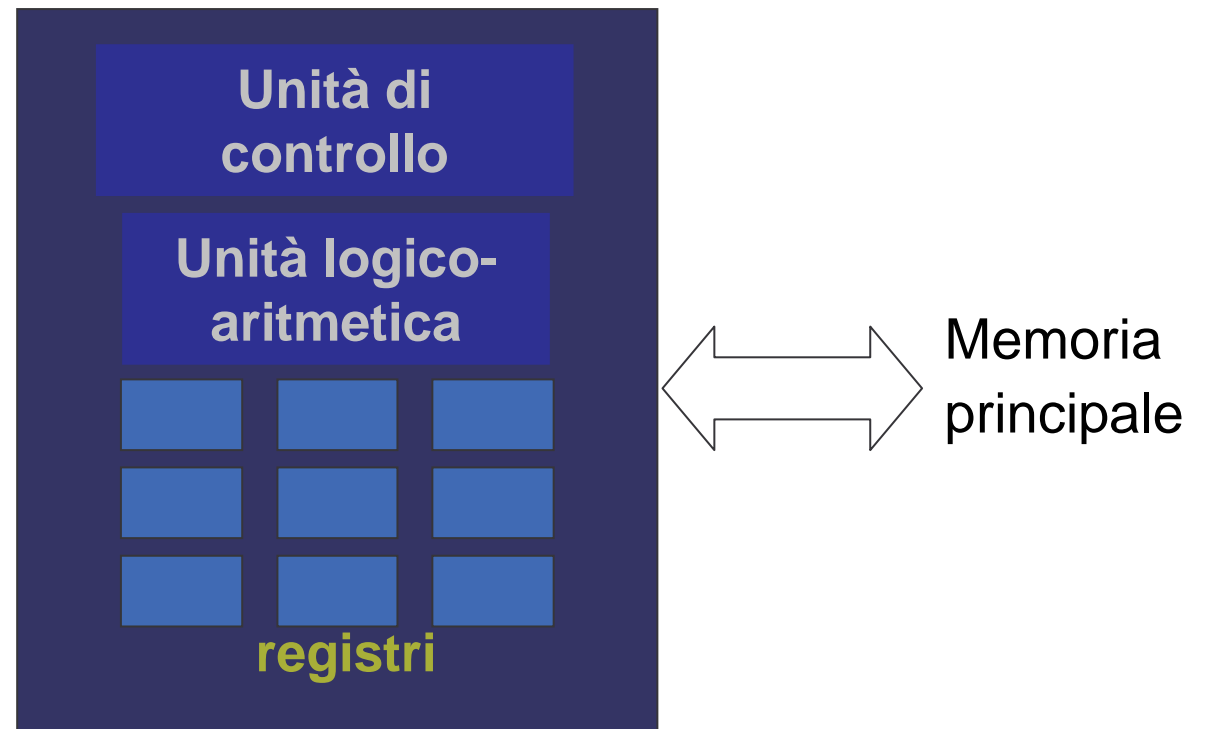 Unità di
controllo
Unità logico-
aritmetica
registri
Memoria
principale